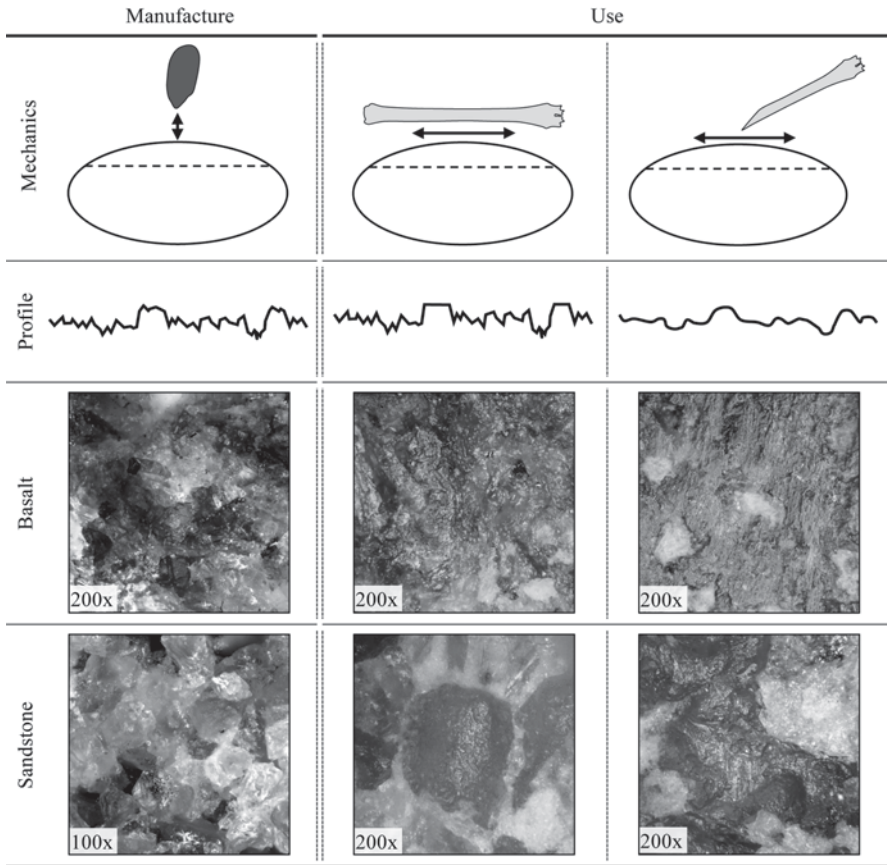 Manufacture
Use
Mechanics
Profile
Basalt
200x
200x
200x
Sandstone
100x
200x
200x